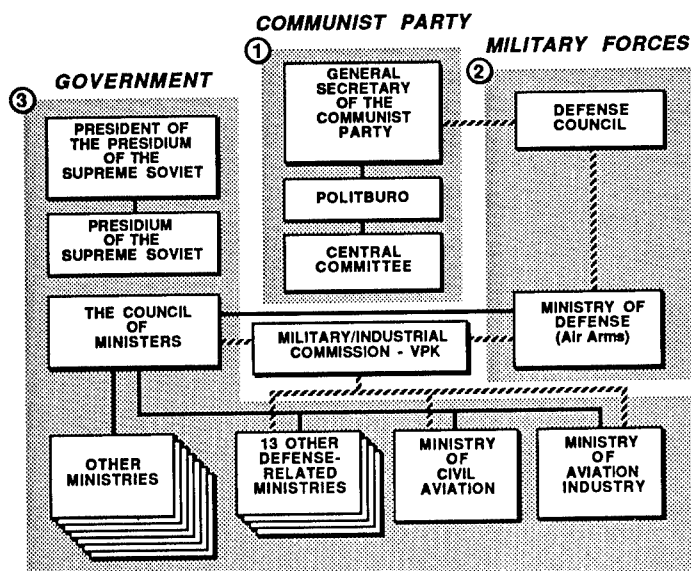 COMMUNIST PARTY
1
GENERAL
SECRETARY
OF THE
COMMUNIST
PARTY
POLITBURO
CENTRAL
COMMITTEE
MILITARY FORCES
2
DEFENSE
COUNCIL
MINISTRY OF
DEFENSE
(Air Arms)
GOVERNMENT
3
PRESIDENT OF
THE PRESIDIUM
OF THE
SUPREME SOVIET
PRESIDIUM
OF THE
SUPREME SOVIET
THE COUNCIL
OF
MINISTERS
MILITARY/INDUSTRIAL
COMMISSION - VPK
OTHER
MINISTRIES
13 OTHER
DEFENSE-
RELATED
MINISTRIES
MINISTRY
OF
CIVIL
AVIATION
MINISTRY
OF
AVIATION
INDUSTRY